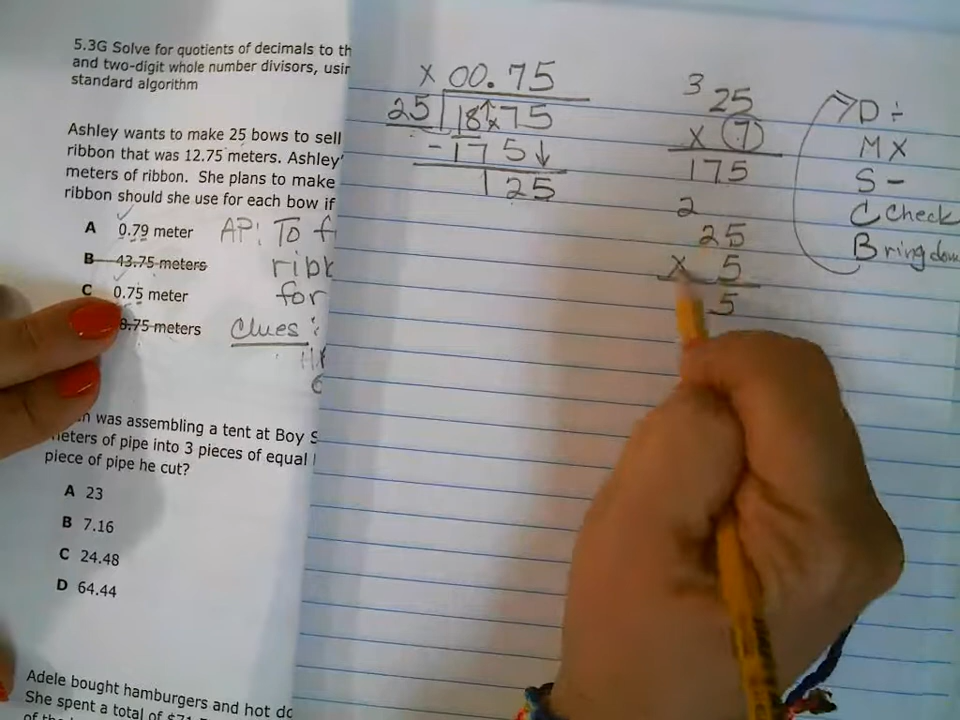 5.3G Solve for quotients of decimals to th
and two-digit whole number divisors, usin
standard algorithm
Ashley wants to make 25 bows to sell
ribbon that was 12.75 meters. Ashley'
meters of ribbon. She plans to make
ribbon should she use for each bow if
A 0.79 meter
B 43.75 meters
C 0.75 meter
8.75 meters
AP: To f
ribk
for
Clues:
was assembling a tent at Boy S
meters of pipe into 3 pieces of equal
piece of pipe he cut?
A 23
B 7.16
C 24.48
D 64.44
Adele bought hamburgers and hot do
She spent a total of $71.5
of the
X 00.75
25 18.75
-175
125
3
25
X 7
175
2
25
X 5
5
D ÷
M X
S -
C Check
Bring down